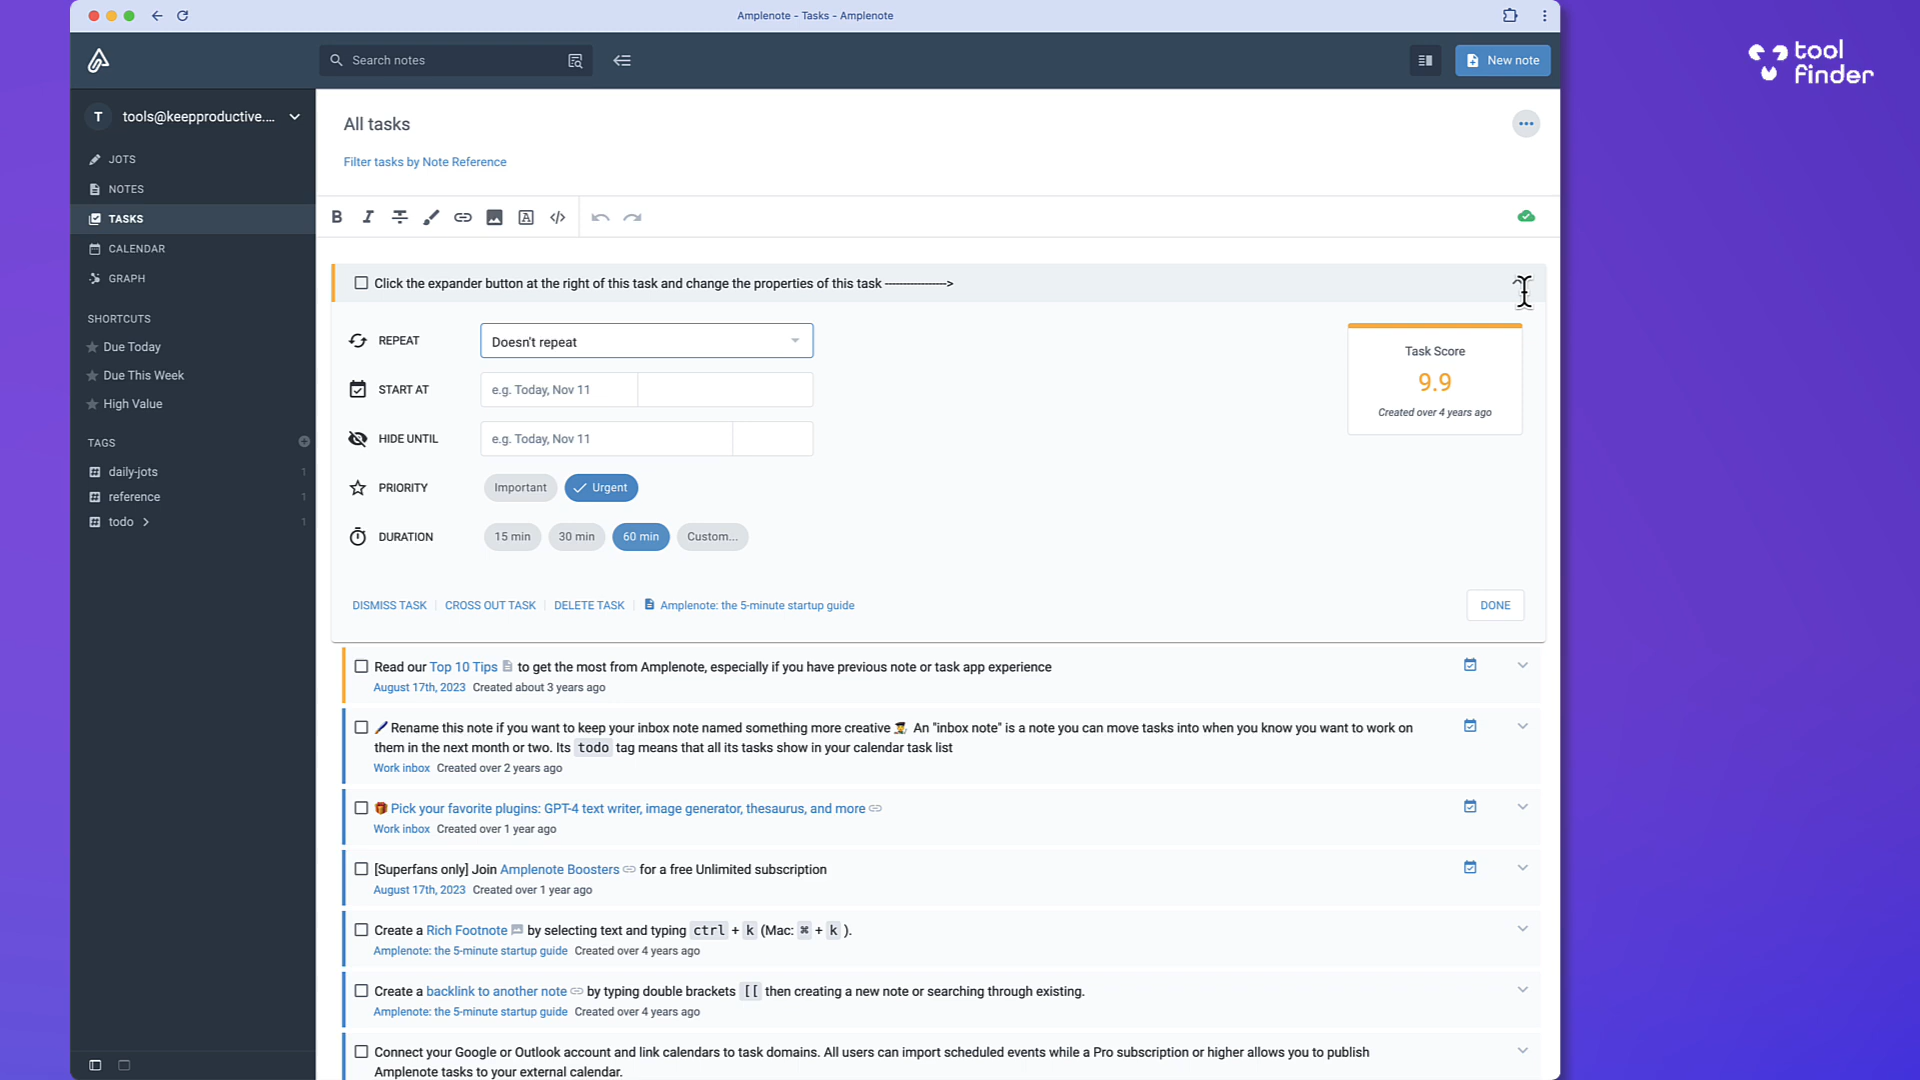 Amplenote - Tasks - Amplenote
tool
finder
Search notes
New note
T tools@keepproductive....
JOTS
NOTES
TASKS
CALENDAR
GRAPH
SHORTCUTS
Due Today
Due This Week
High Value
TAGS
daily-jots 1
reference 1
todo 1
All tasks
Filter tasks by Note Reference
B I A </>
Click the expander button at the right of this task and change the properties of this task ----------------->
REPEAT Doesn't repeat
START AT e.g. Today, Nov 11
HIDE UNTIL e.g. Today, Nov 11
PRIORITY Important Urgent
DURATION 15 min 30 min 60 min Custom...
Task Score
9.9
Created over 4 years ago
DISMISS TASK CROSS OUT TASK DELETE TASK Amplenote: the 5-minute startup guide DONE
Read our Top 10 Tips to get the most from Amplenote, especially if you have previous note or task app experience
August 17th, 2023 Created about 3 years ago
🖌️ Rename this note if you want to keep your inbox note named something more creative 👩‍🎨 An "inbox note" is a note you can move tasks into when you know you want to work on
them in the next month or two. Its todo tag means that all its tasks show in your calendar task list
Work inbox Created over 2 years ago
🎁 Pick your favorite plugins: GPT-4 text writer, image generator, thesaurus, and more
Work inbox Created over 1 year ago
[Superfans only] Join Amplenote Boosters for a free Unlimited subscription
August 17th, 2023 Created over 1 year ago
Create a Rich Footnote by selecting text and typing ctrl + k (Mac: ⌘ + k ).
Amplenote: the 5-minute startup guide Created over 4 years ago
Create a backlink to another note by typing double brackets [[ then creating a new note or searching through existing.
Amplenote: the 5-minute startup guide Created over 4 years ago
Connect your Google or Outlook account and link calendars to task domains. All users can import scheduled events while a Pro subscription or higher allows you to publish
Amplenote tasks to your external calendar.